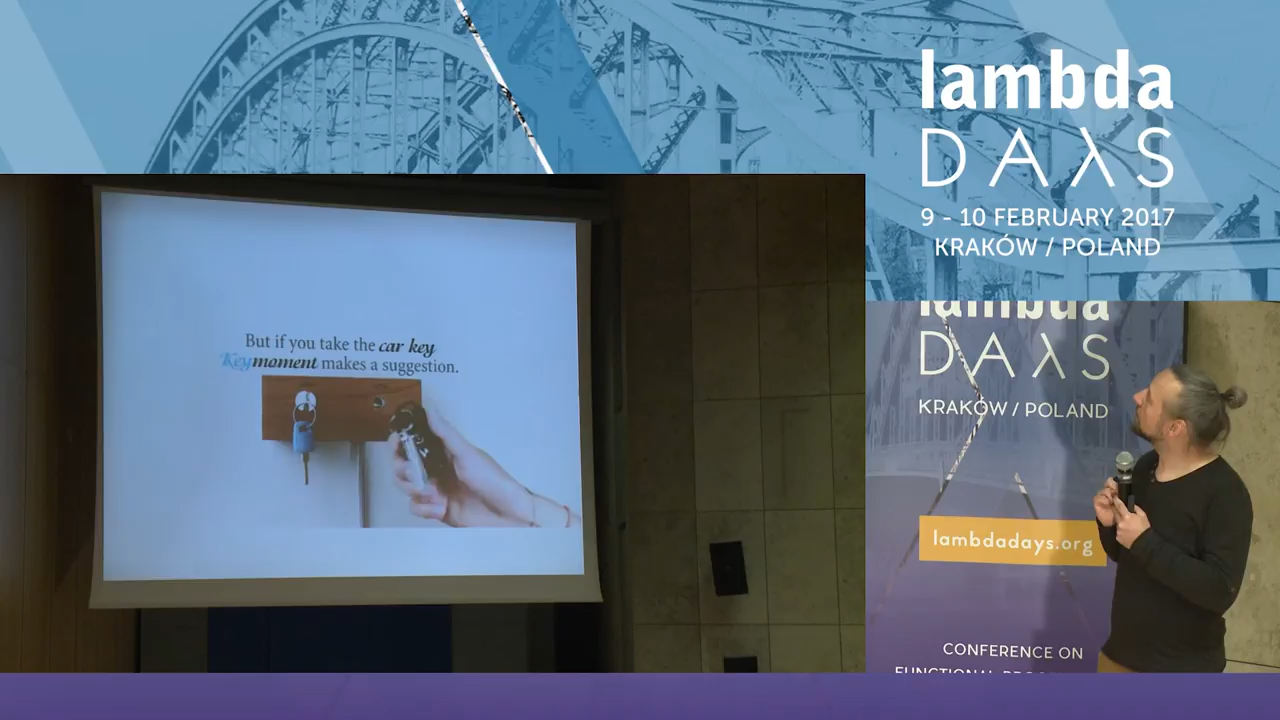 lambda
DAλS
9 - 10 FEBRUARY 2017
KRAKÓW / POLAND
But if you take the car key
Keymoment makes a suggestion.
lambda
DAλS
KRAKÓW / POLAND
lambdadays.org
CONFERENCE ON